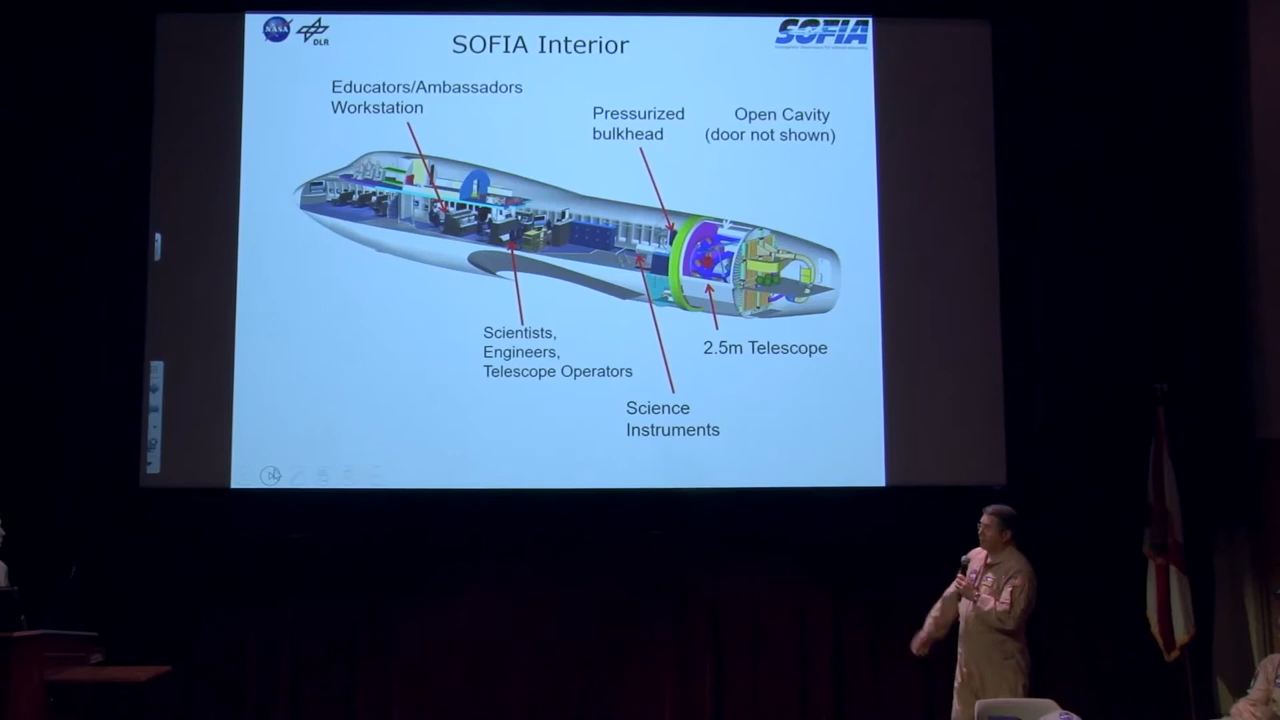 NASA
DLR
SOFIA
SOFIA Interior
Educators/Ambassadors
Workstation
Pressurized
bulkhead
Open Cavity
(door not shown)
Scientists,
Engineers,
Telescope Operators
2.5m Telescope
Science
Instruments